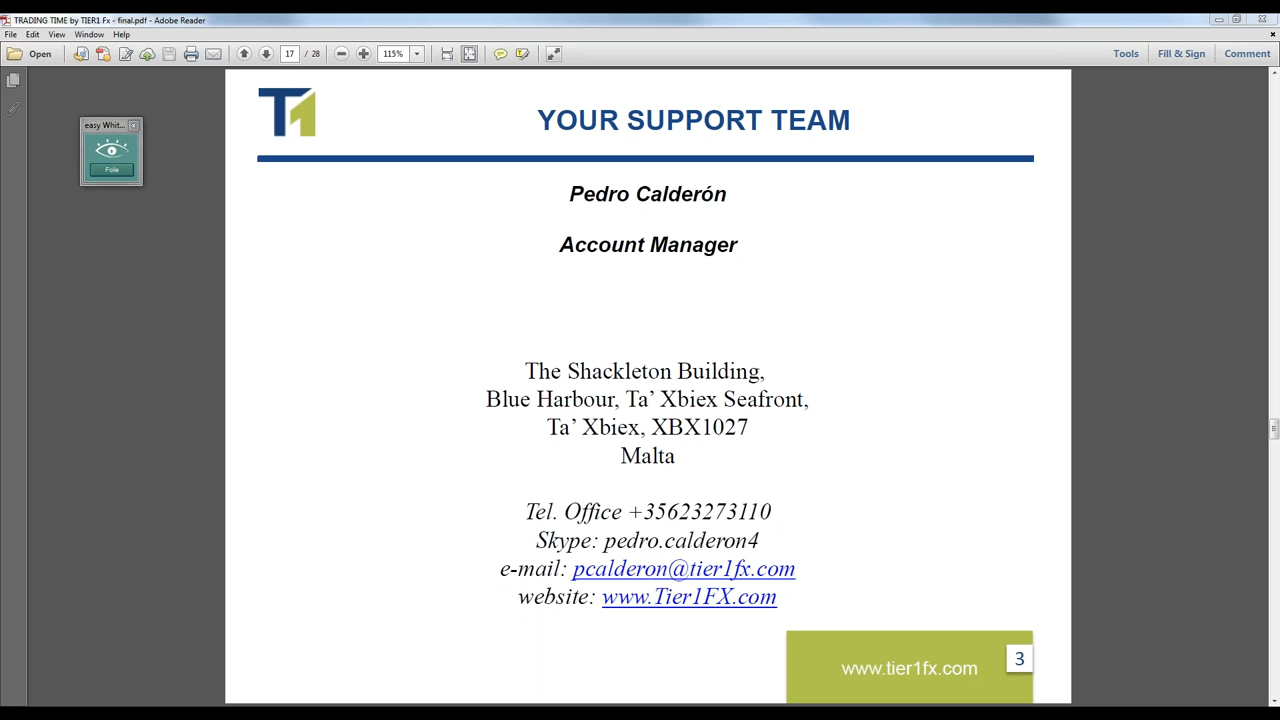 TRADING TIME by TIER1 Fx - final.pdf - Adobe Reader
File Edit View Window Help
Open 17 / 28 115% Tools Fill & Sign Comment
T1 YOUR SUPPORT TEAM
easy Whit...
Folie
Pedro Calderón
Account Manager
The Shackleton Building,
Blue Harbour, Ta’ Xbiex Seafront,
Ta’ Xbiex, XBX1027
Malta
Tel. Office +35623273110
Skype: pedro.calderon4
e-mail: pcalderon@tier1fx.com
website: www.Tier1FX.com
www.tier1fx.com 3